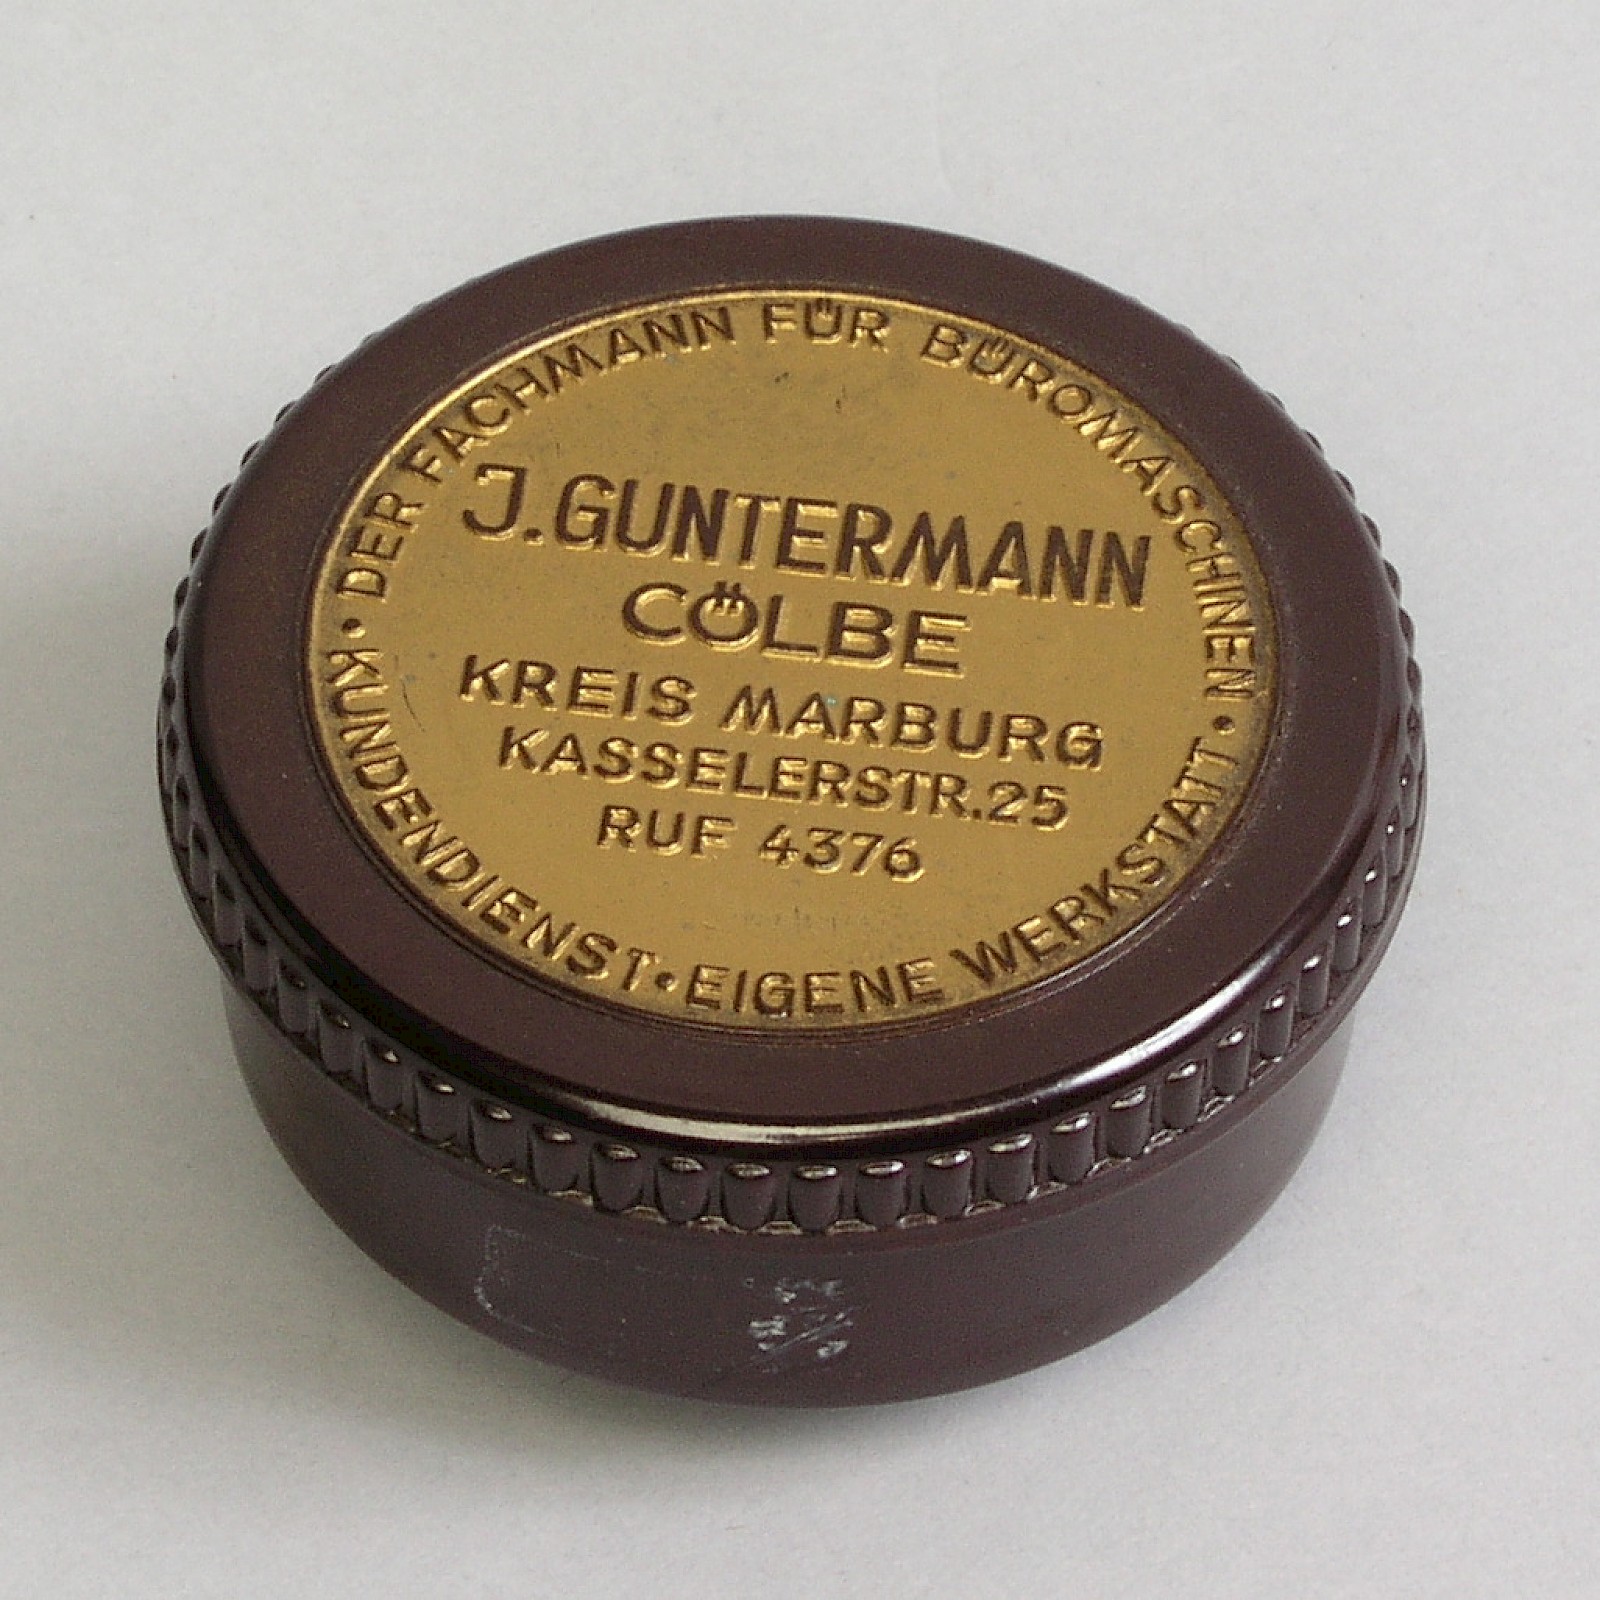 DER FACHMANN FÜR BÜROMASCHINEN •
J.GUNTERMANN
CÖLBE
KREIS MARBURG
KASSELERSTR.25
RUF 4376
KUNDENDIENST • EIGENE WERKSTATT •